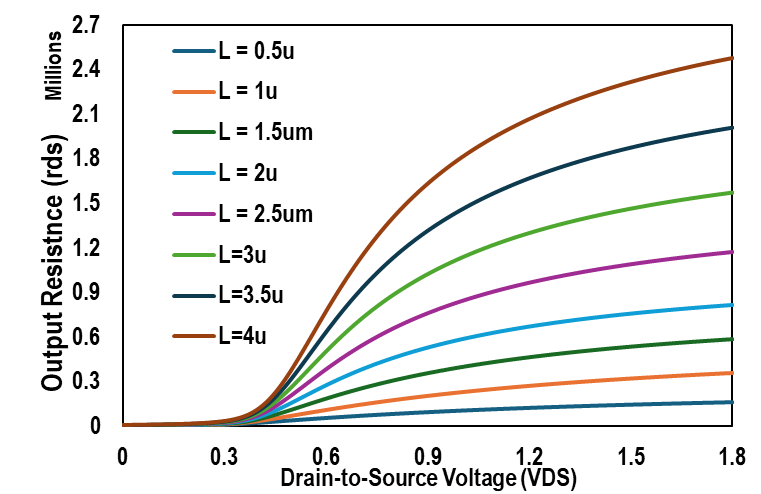 Output Resistnce (rds)
Millions
2.7
2.4
2.1
1.8
1.5
1.2
0.9
0.6
0.3
0
L = 0.5u
L = 1u
L = 1.5um
L = 2u
L = 2.5um
L=3u
L=3.5u
L=4u
0 0.3 0.6 0.9 1.2 1.5 1.8
Drain-to-Source Voltage (VDS)